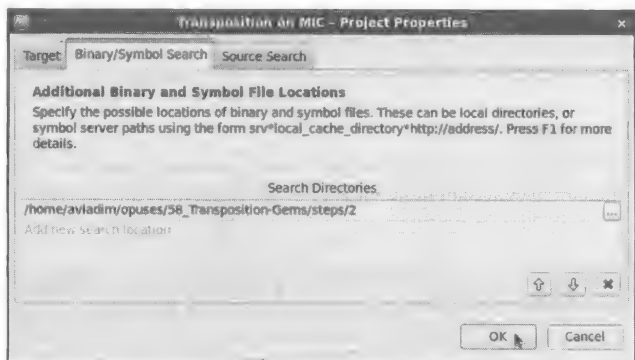 Transposition on MIC - Project Properties
Target Binary/Symbol Search Source Search
Additional Binary and Symbol File Locations
Specify the possible locations of binary and symbol files. These can be local directories, or
symbol server paths using the form srv*local_cache_directory*http://address/. Press F1 for more
details.
Search Directories
/home/avladim/opuses/58_Transposition-Gems/steps/2
Add new search location
OK Cancel